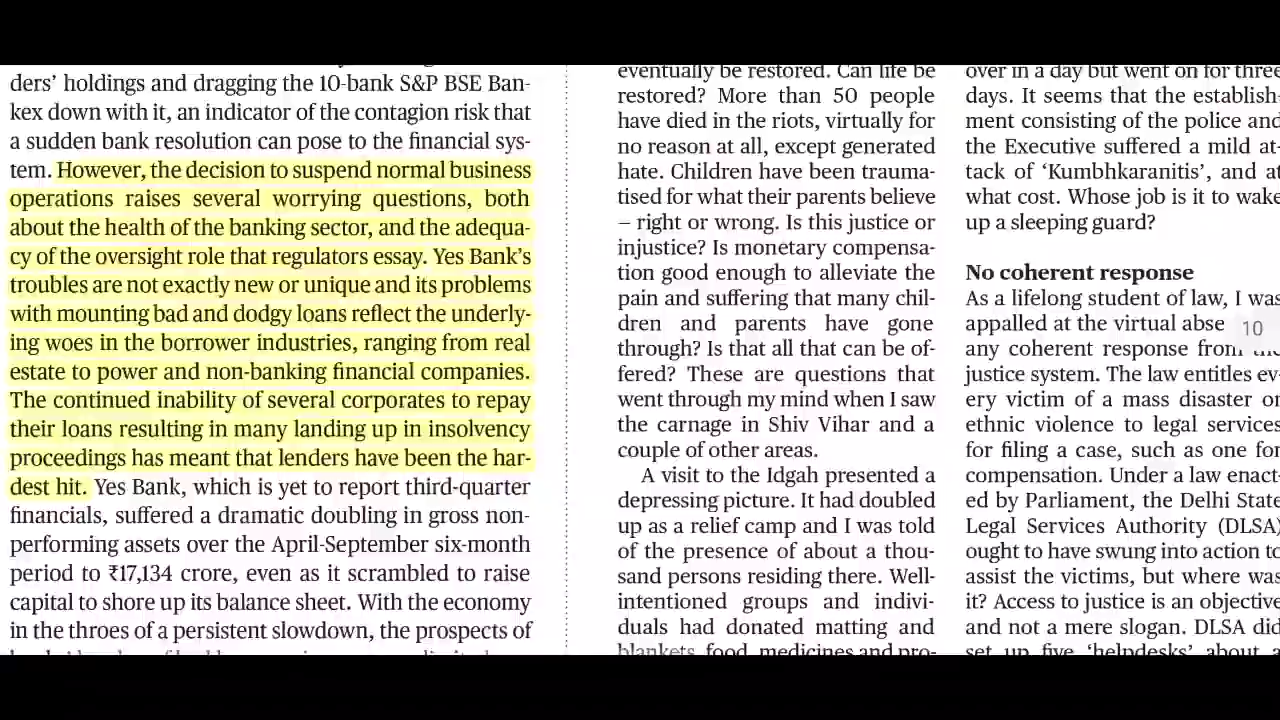 ders’ holdings and dragging the 10-bank S&P BSE Ban-
kex down with it, an indicator of the contagion risk that
a sudden bank resolution can pose to the financial sys-
tem. However, the decision to suspend normal business
operations raises several worrying questions, both
about the health of the banking sector, and the adequa-
cy of the oversight role that regulators essay. Yes Bank’s
troubles are not exactly new or unique and its problems
with mounting bad and dodgy loans reflect the underly-
ing woes in the borrower industries, ranging from real
estate to power and non-banking financial companies.
The continued inability of several corporates to repay
their loans resulting in many landing up in insolvency
proceedings has meant that lenders have been the har-
dest hit. Yes Bank, which is yet to report third-quarter
financials, suffered a dramatic doubling in gross non-
performing assets over the April-September six-month
period to ₹17,134 crore, even as it scrambled to raise
capital to shore up its balance sheet. With the economy
in the throes of a persistent slowdown, the prospects of
eventually be restored. Can life be
restored? More than 50 people
have died in the riots, virtually for
no reason at all, except generated
hate. Children have been trauma-
tised for what their parents believe
– right or wrong. Is this justice or
injustice? Is monetary compensa-
tion good enough to alleviate the
pain and suffering that many chil-
dren and parents have gone
through? Is that all that can be of-
fered? These are questions that
went through my mind when I saw
the carnage in Shiv Vihar and a
couple of other areas.
A visit to the Idgah presented a
depressing picture. It had doubled
up as a relief camp and I was told
of the presence of about a thou-
sand persons residing there. Well-
intentioned groups and indivi-
duals had donated matting and
blankets, food, medicines and pro-
over in a day but went on for three
days. It seems that the establish-
ment consisting of the police and
the Executive suffered a mild at-
tack of ‘Kumbhkaranitis’, and at
what cost. Whose job is it to wake
up a sleeping guard?
No coherent response
As a lifelong student of law, I was
appalled at the virtual abse
10
any coherent response from the
justice system. The law entitles ev-
ery victim of a mass disaster or
ethnic violence to legal services
for filing a case, such as one for
compensation. Under a law enact-
ed by Parliament, the Delhi State
Legal Services Authority (DLSA)
ought to have swung into action to
assist the victims, but where was
it? Access to justice is an objective
and not a mere slogan. DLSA did
set up five ‘helpdesks’ about a